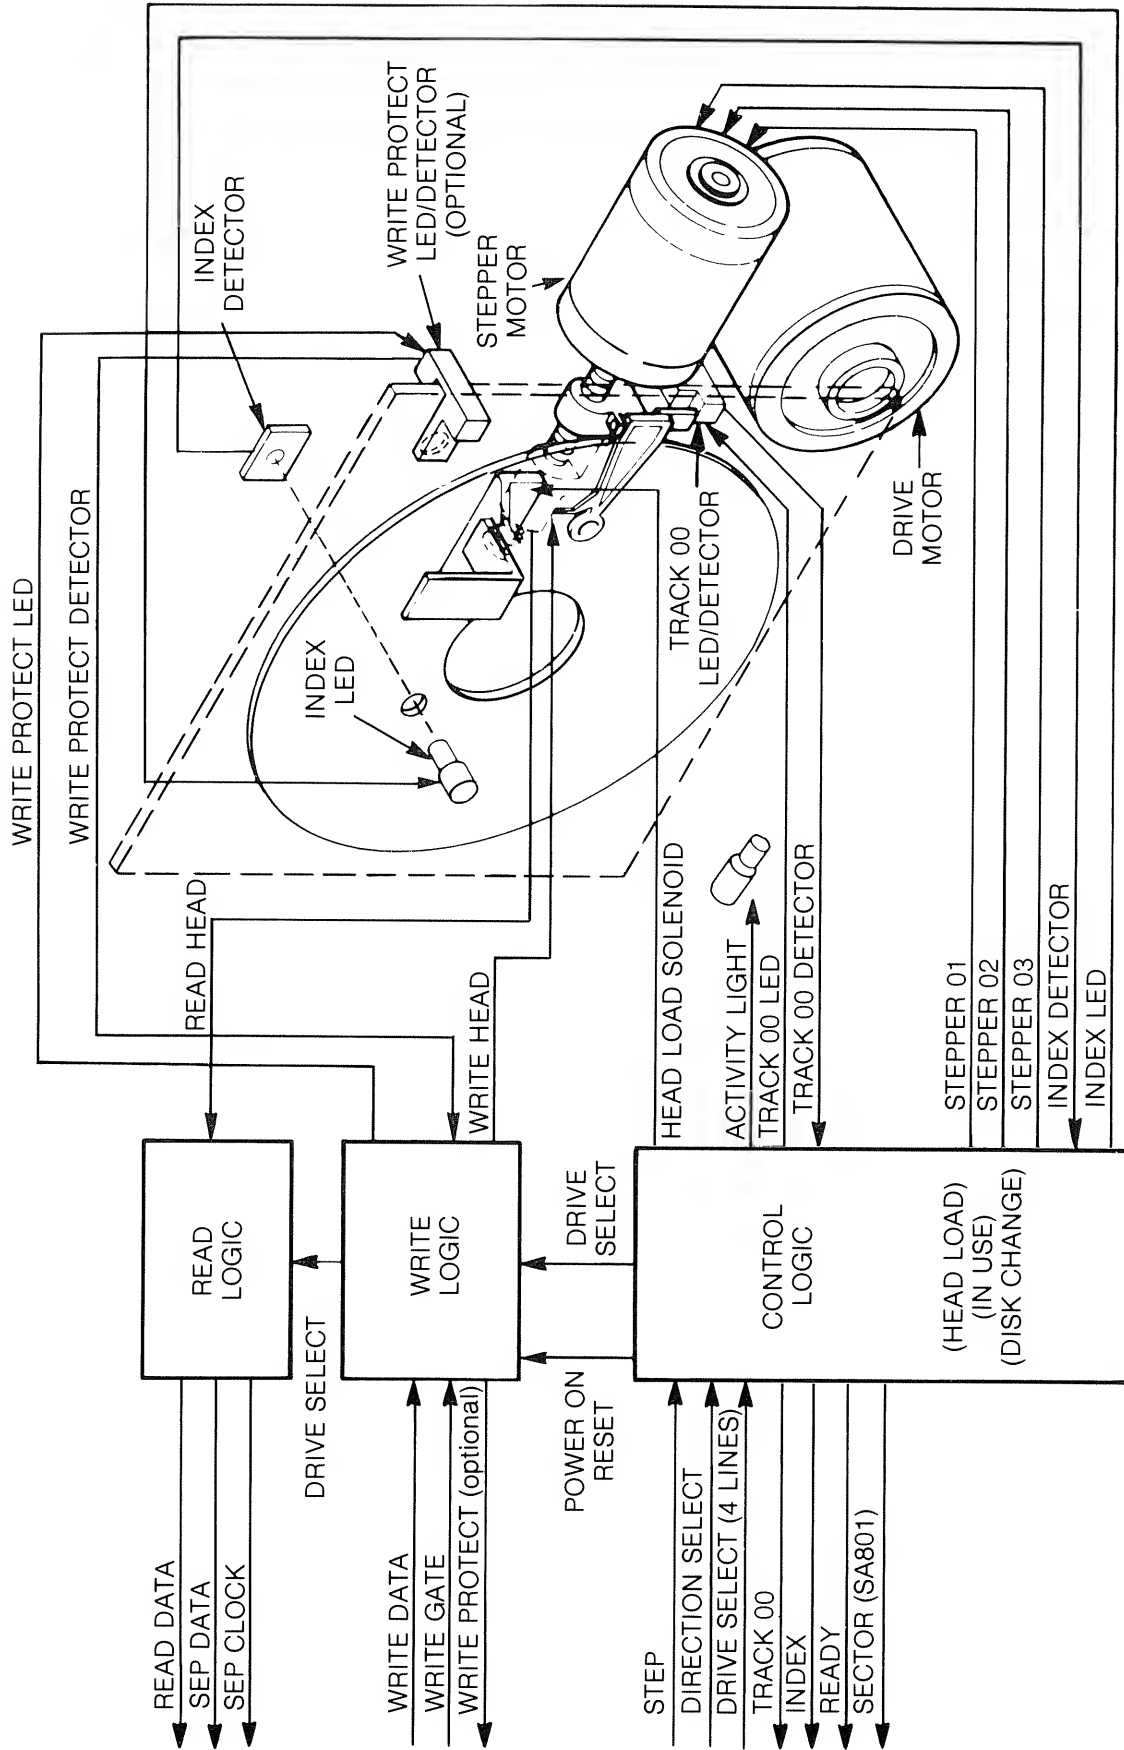 READ DATA
SEP DATA
SEP CLOCK
READ
LOGIC
READ HEAD
DRIVE SELECT
WRITE PROTECT LED
WRITE PROTECT DETECTOR
WRITE DATA
WRITE GATE
WRITE PROTECT (optional)
WRITE
LOGIC
WRITE HEAD
POWER ON
RESET
DRIVE
SELECT
STEP
DIRECTION SELECT
DRIVE SELECT (4 LINES)
TRACK 00
INDEX
READY
SECTOR (SA801)
CONTROL
LOGIC
(HEAD LOAD)
(IN USE)
(DISK CHANGE)
HEAD LOAD SOLENOID
ACTIVITY LIGHT
TRACK 00 LED
TRACK 00 DETECTOR
STEPPER 01
STEPPER 02
STEPPER 03
INDEX DETECTOR
INDEX LED
INDEX
LED
INDEX
DETECTOR
WRITE PROTECT
LED/DETECTOR
(OPTIONAL)
STEPPER
MOTOR
TRACK 00
LED/DETECTOR
DRIVE
MOTOR